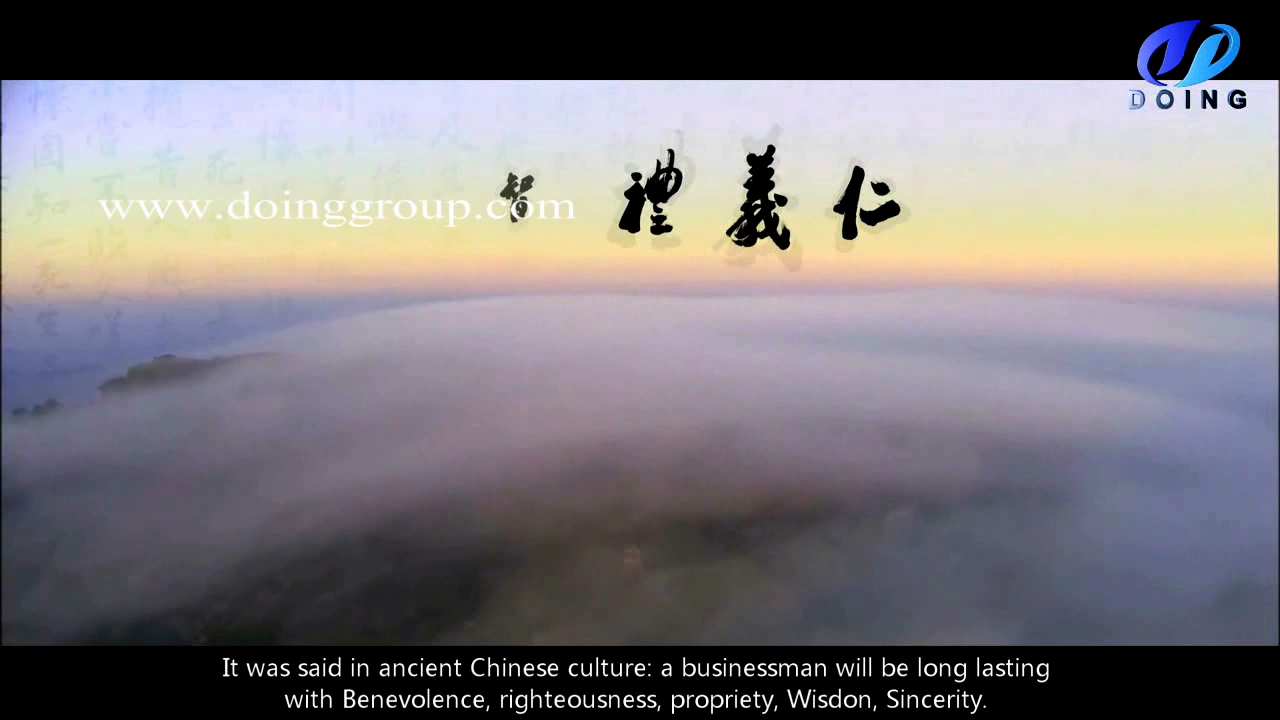 DOING
智 禮 義 仁
www.doinggroup.com
It was said in ancient Chinese culture: a businessman will be long lasting
with Benevolence, righteousness, propriety, Wisdon, Sincerity.